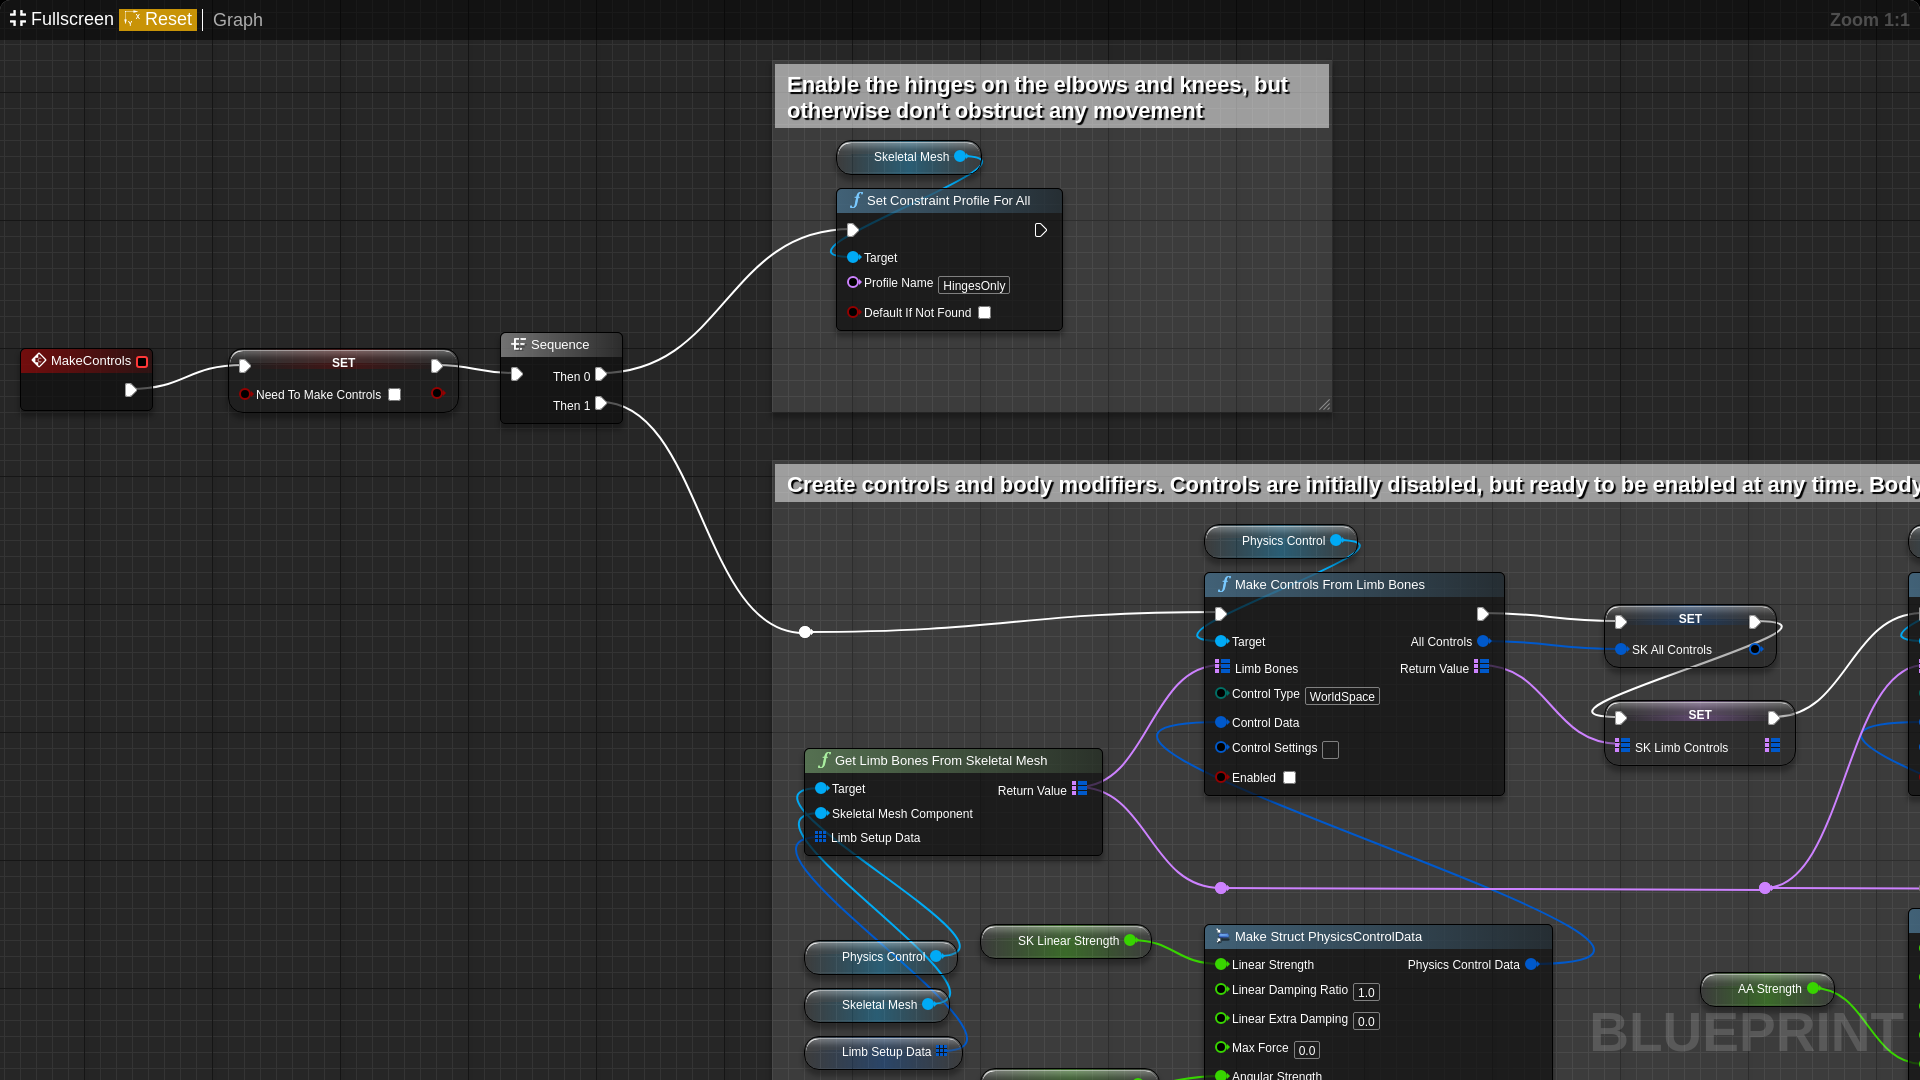 Fullscreen Reset Graph
Zoom 1:1
Enable the hinges on the elbows and knees, but
otherwise don't obstruct any movement
Skeletal Mesh
Set Constraint Profile For All
Target
Profile Name HingesOnly
Default If Not Found
MakeControls
SET
Need To Make Controls
Sequence
Then 0
Then 1
Create controls and body modifiers. Controls are initially disabled, but ready to be enabled at any time. Body
Physics Control
Make Controls From Limb Bones
Target
All Controls
Limb Bones
Return Value
Control Type WorldSpace
Control Data
Control Settings
Enabled
SET
SK All Controls
SET
SK Limb Controls
Get Limb Bones From Skeletal Mesh
Target
Return Value
Skeletal Mesh Component
Limb Setup Data
Physics Control
Skeletal Mesh
Limb Setup Data
SK Linear Strength
Make Struct PhysicsControlData
Linear Strength
Physics Control Data
Linear Damping Ratio 1.0
Linear Extra Damping 0.0
Max Force 0.0
Angular Strength
AA Strength
BLUEPRINT